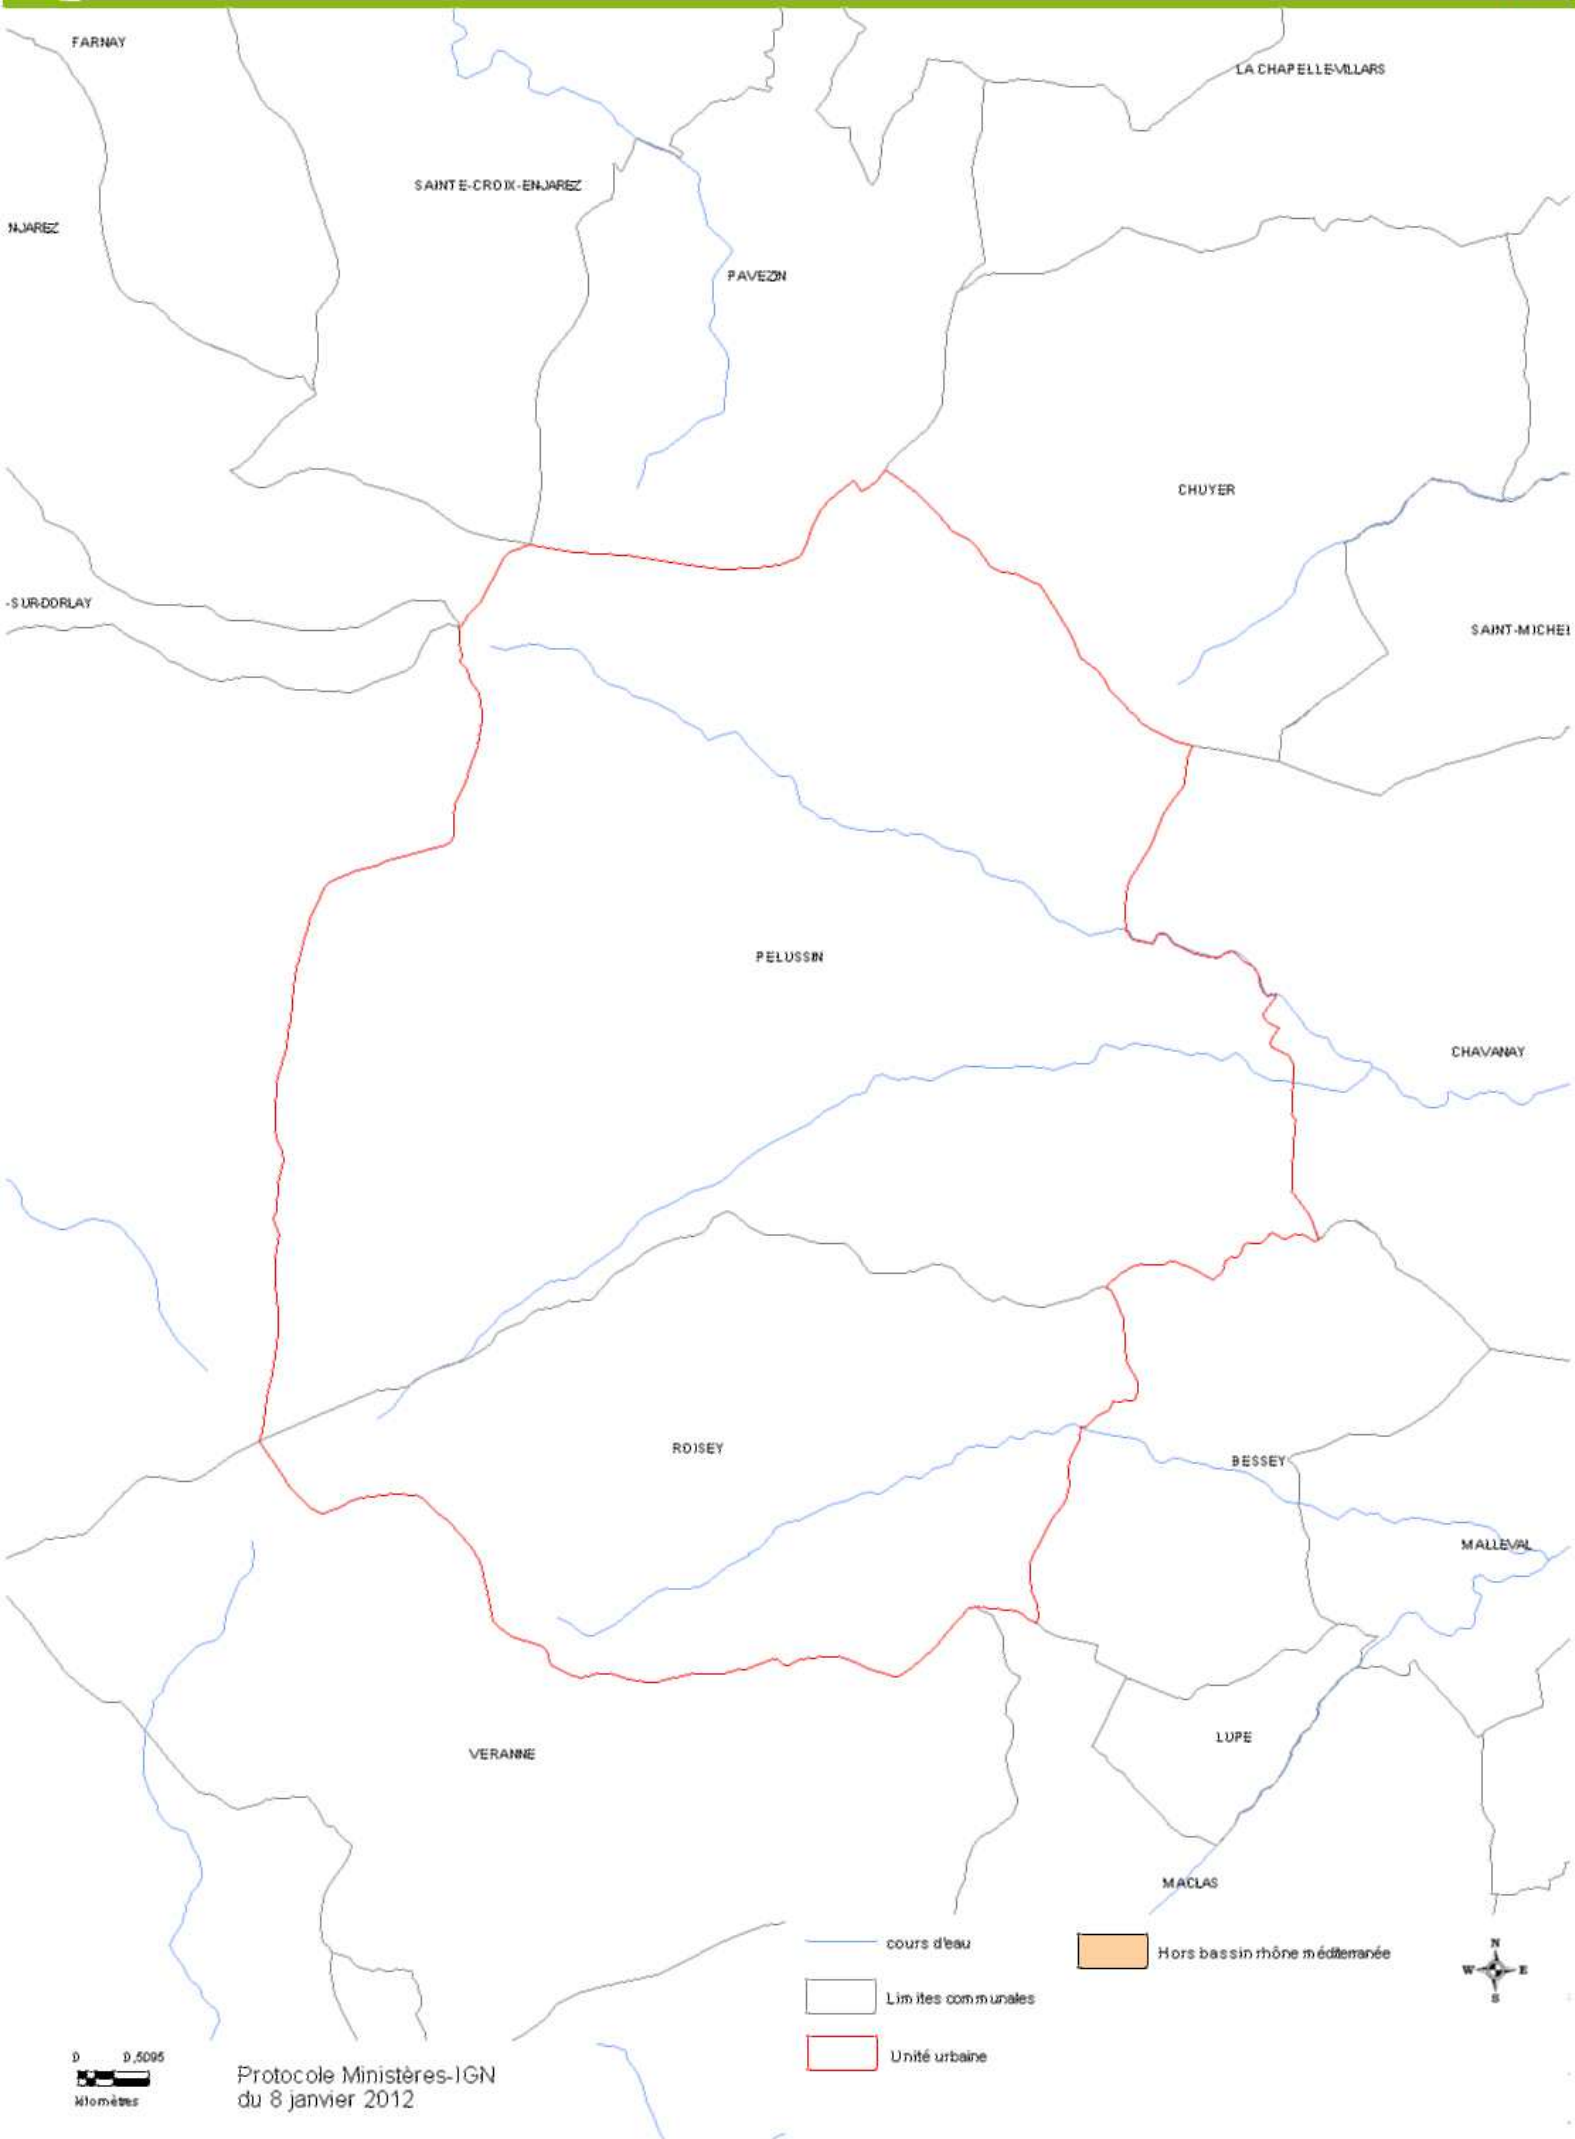 FARNAY
LA CHAPELLE-VILLARS
SAINTE-CROIX-EN-JAREZ
N-JAREZ
PAVEZIN
CHUYER
-SUR-DORLAY
SAINT-MICHEL
PELUSSIN
CHAVANAY
ROISEY
BESSEY
MALLEVAL
LUPE
VERANNE
MACLAS
cours d'eau
Hors bassin rhône méditerranée
N
W E
S
Limites communales
Unité urbaine
0 0,5095
kilomètres
Protocole Ministères-IGN
du 8 janvier 2012